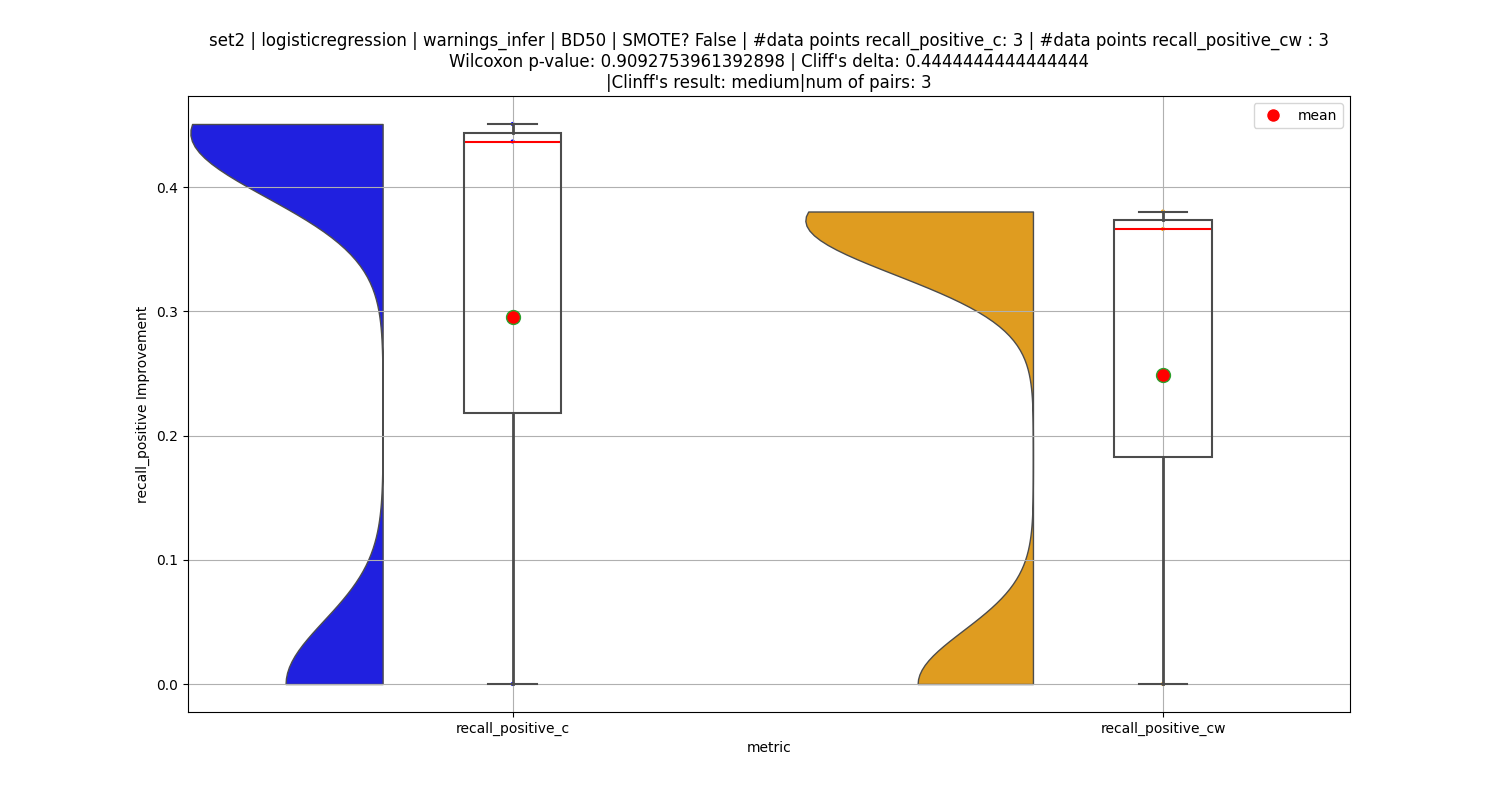 set2 | logisticregression | warnings_infer | BD50 | SMOTE? False | #data points recall_positive_c: 3 | #data points recall_positive_cw : 3
Wilcoxon p-value: 0.9092753961392898 | Cliff's delta: 0.4444444444444444
|Clinff's result: medium|num of pairs: 3
mean
recall_positive Improvement
0.4
0.3
0.2
0.1
0.0
recall_positive_c
recall_positive_cw
metric